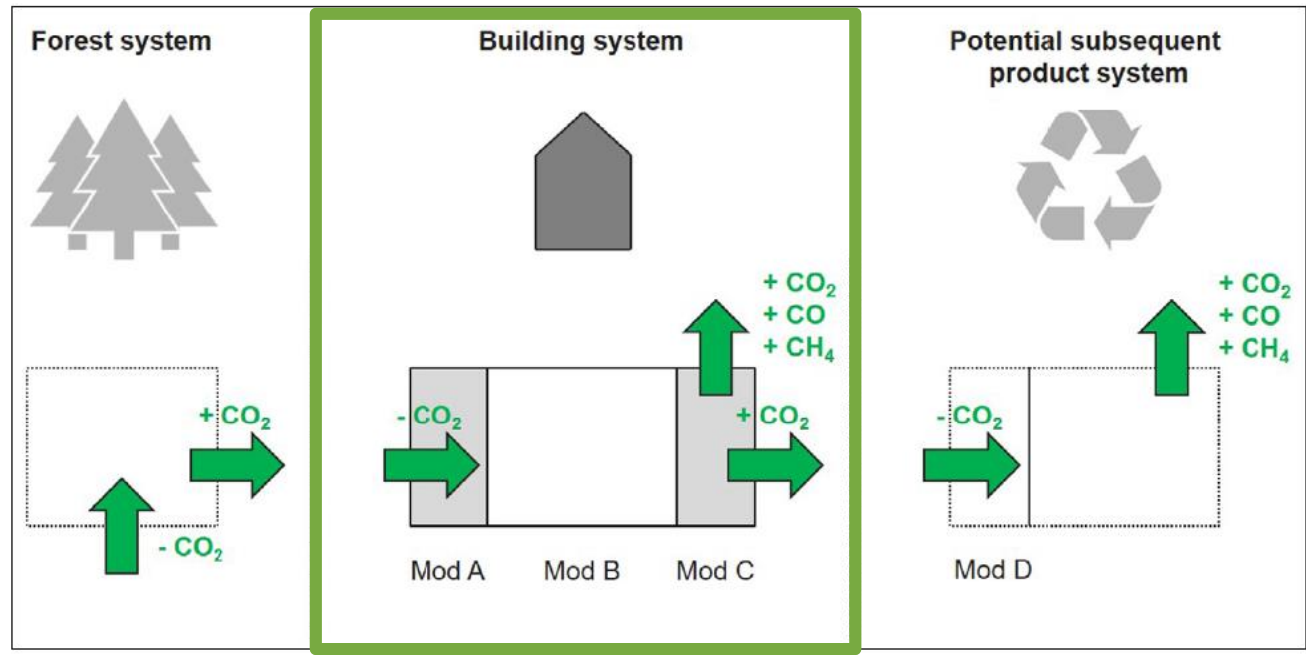 Forest system
Building system
Potential subsequent
product system
+ CO₂
- CO₂
+ CO₂
+ CO
+ CH₄
- CO₂
+ CO₂
Mod A
Mod B
Mod C
+ CO₂
+ CO
+ CH₄
- CO₂
Mod D